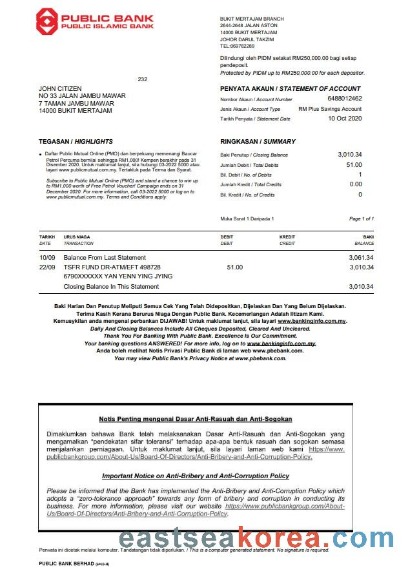 PUBLIC BANK
PUBLIC ISLAMIC BANK
BUKIT MERTAJAM BRANCH
2644-2648 JALAN ASTON
14000 BUKIT MERTAJAM
JOHOR DARUL TAKZIM
TEL:063762269
Dilindungi oleh PIDM setakat RM250,000.00 bagi setiap
pendeposit.
Protected by PIDM up to RM250,000.00 for each depositor.
232
JOHN CITIZEN
NO 33 JALAN JAMBU MAWAR
7 TAMAN JAMBU MAWAR
14000 BUKIT MERTAJAM
PENYATA AKAUN / STATEMENT OF ACCOUNT
Nombor Akaun / Account Number 6488012462
Jenis Akaun / Account Type RM Plus Savings Account
Tarikh Penyata / Statement Date 10 Oct 2020
TEGASAN / HIGHLIGHTS
Daftar Public Mutual Online (PMO) dan berpeluang memenangi Baucar
Petrol Percuma bernilai sehingga RM1,000! Kempen berakhir pada 31
Disember 2020. Untuk maklumat lanjut, sila hubungi 03-2022 5000 atau
layari www.publicmutual.com.my. Tertakluk pada Terma dan Syarat.
Subscribe to Public Mutual Online (PMO) and stand a chance to win up
to RM1,000 worth of Free Petrol Voucher! Campaign ends on 31
December 2020. For more information, call 03-2022 5000 or log on to
www.publicmutual.com.my. Terms and Conditions apply.
RINGKASAN / SUMMARY
Baki Penutup / Closing Balance 3,010.34
Jumlah Debit / Total Debits 51.00
Bil. Debit / No. of Debits 1
Jumlah Kredit / Total Credits 0.00
Bil. Kredit / No. of Credits 0
Muka Surat 1 Daripada 1 Page 1 of 1
TARIKH URUS NIAGA DEBIT KREDIT BAKI
DATE TRANSACTION DEBIT CREDIT BALANCE
10/09 Balance From Last Statement 3,061.34
22/09 TSFR FUND DR-ATM/EFT 498728 51.00 3,010.34
6790XXXXXX YAN YENN YING JYING
Closing Balance In This Statement 3,010.34
Baki Harian Dan Penutup Meliputi Semua Cek Yang Telah Didepositkan, Dijelaskan Dan Yang Belum Dijelaskan.
Terima Kasih Kerana Berurus Niaga Dengan Public Bank. Kecemerlangan Adalah Iltizam Kami.
Kemusykilan anda mengenai perbankan DIJAWAB! Untuk maklumat lanjut, sila layari www.bankinginfo.com.my.
Daily And Closing Balances Include All Cheques Deposited, Cleared And Uncleared.
Thank You For Banking With Public Bank. Excellence Is Our Commitment.
Your banking questions ANSWERED! For more info, log on to www.bankinginfo.com.my.
Anda boleh melihat Notis Privasi Public Bank di laman web www.pbebank.com.
You may view Public Bank's Privacy Notice at www.pbebank.com.
Notis Penting mengenai Dasar Anti-Rasuah dan Anti-Sogokan
Dimaklumkan bahawa Bank telah melaksanakan Dasar Anti-Rasuah dan Anti-Sogokan yang
mengamalkan "pendekatan sifar toleransi" terhadap apa-apa bentuk rasuah dan sogokan semasa
menjalankan perniagaan. Untuk maklumat lanjut, sila layari laman web kami https://www.
publicbankgroup.com/About-Us/Board-Of-Directors/Anti-Bribery-and-Corruption-Policy.
Important Notice on Anti-Bribery and Anti-Corruption Policy
Please be informed that the Bank has implemented the Anti-Bribery and Anti-Corruption Policy which
adopts a "zero-tolerance approach" towards any form of bribery and corruption in conducting its
business. For more information, please visit our website https://www.publicbankgroup.com/About-
Us/Board-Of-Directors/Anti-Bribery-and-Anti-Corruption-Policy.
eastseakorea.com
Penyata ini dicetak melalui komputer. Tandatangan tidak diperlukan. / This is a computer generated statement. No signature is required.
PUBLIC BANK BERHAD